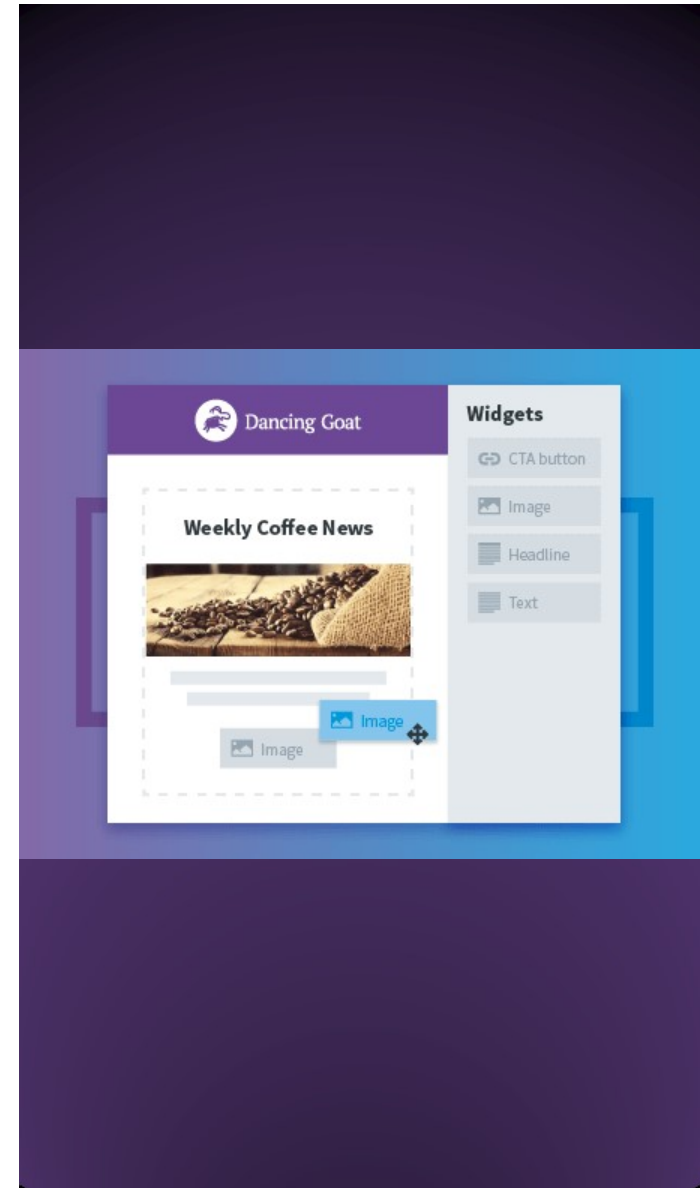 Dancing Goat
Weekly Coffee News
Image
Image
Widgets
CTA button
Image
Headline
Text